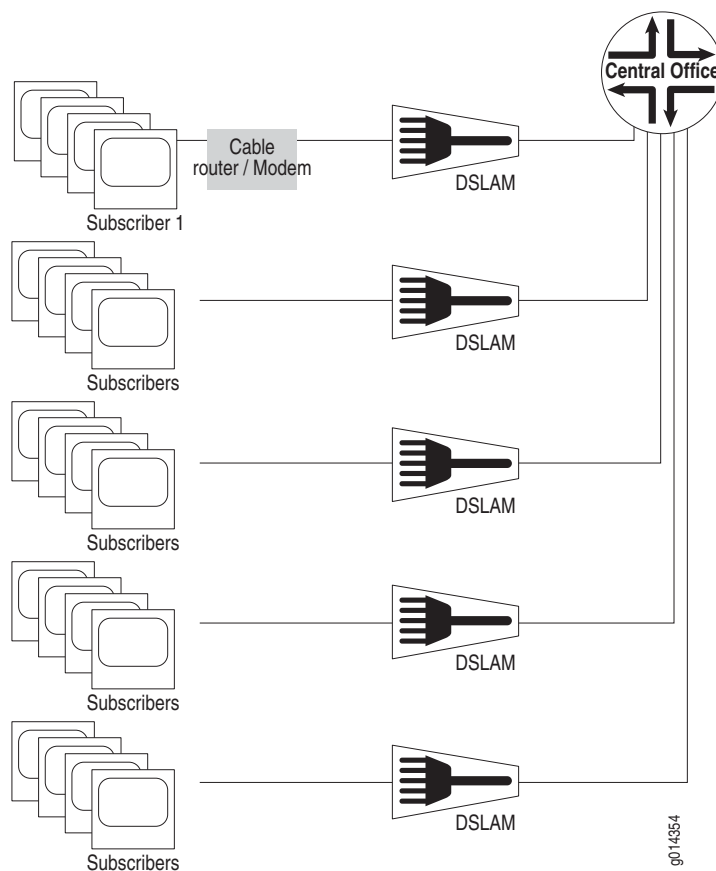 Central Office
Cable
router / Modem
DSLAM
Subscriber 1
DSLAM
Subscribers
DSLAM
Subscribers
DSLAM
Subscribers
DSLAM
Subscribers
g014354